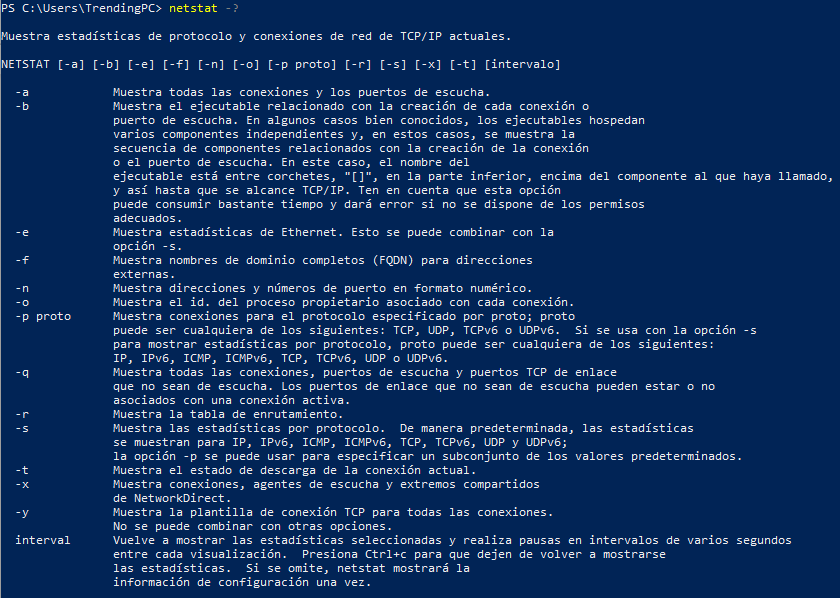 PS C:\Users\TrendingPC> netstat -?
Muestra estadísticas de protocolo y conexiones de red de TCP/IP actuales.
NETSTAT [-a] [-b] [-e] [-f] [-n] [-o] [-p proto] [-r] [-s] [-x] [-t] [intervalo]
-a Muestra todas las conexiones y los puertos de escucha.
-b Muestra el ejecutable relacionado con la creación de cada conexión o
puerto de escucha. En algunos casos bien conocidos, los ejecutables hospedan
varios componentes independientes y, en estos casos, se muestra la
secuencia de componentes relacionados con la creación de la conexión
o el puerto de escucha. En este caso, el nombre del
ejecutable está entre corchetes, "[]", en la parte inferior, encima del componente al que haya llamado,
y así hasta que se alcance TCP/IP. Ten en cuenta que esta opción
puede consumir bastante tiempo y dará error si no se dispone de los permisos
adecuados.
-e Muestra estadísticas de Ethernet. Esto se puede combinar con la
opción -s.
-f Muestra nombres de dominio completos (FQDN) para direcciones
externas.
-n Muestra direcciones y números de puerto en formato numérico.
-o Muestra el id. del proceso propietario asociado con cada conexión.
-p proto Muestra conexiones para el protocolo especificado por proto; proto
puede ser cualquiera de los siguientes: TCP, UDP, TCPv6 o UDPv6. Si se usa con la opción -s
para mostrar estadísticas por protocolo, proto puede ser cualquiera de los siguientes:
IP, IPv6, ICMP, ICMPv6, TCP, TCPv6, UDP o UDPv6.
-q Muestra todas las conexiones, puertos de escucha y puertos TCP de enlace
que no sean de escucha. Los puertos de enlace que no sean de escucha pueden estar o no
asociados con una conexión activa.
-r Muestra la tabla de enrutamiento.
-s Muestra las estadísticas por protocolo. De manera predeterminada, las estadísticas
se muestran para IP, IPv6, ICMP, ICMPv6, TCP, TCPv6, UDP y UDPv6;
la opción -p se puede usar para especificar un subconjunto de los valores predeterminados.
-t Muestra el estado de descarga de la conexión actual.
-x Muestra conexiones, agentes de escucha y extremos compartidos
de NetworkDirect.
-y Muestra la plantilla de conexión TCP para todas las conexiones.
No se puede combinar con otras opciones.
interval Vuelve a mostrar las estadísticas seleccionadas y realiza pausas en intervalos de varios segundos
entre cada visualización. Presiona Ctrl+c para que dejen de volver a mostrarse
las estadísticas. Si se omite, netstat mostrará la
información de configuración una vez.